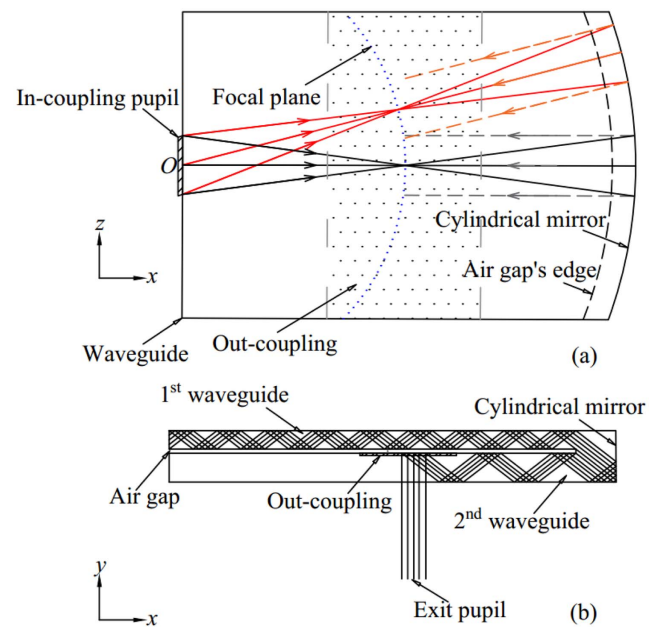 In-coupling pupil
Focal plane
O
z
x
Cylindrical mirror
Air gap's edge
Waveguide
Out-coupling
(a)
1st waveguide
Cylindrical mirror
Air gap
Out-coupling
2nd waveguide
y
x
Exit pupil
(b)